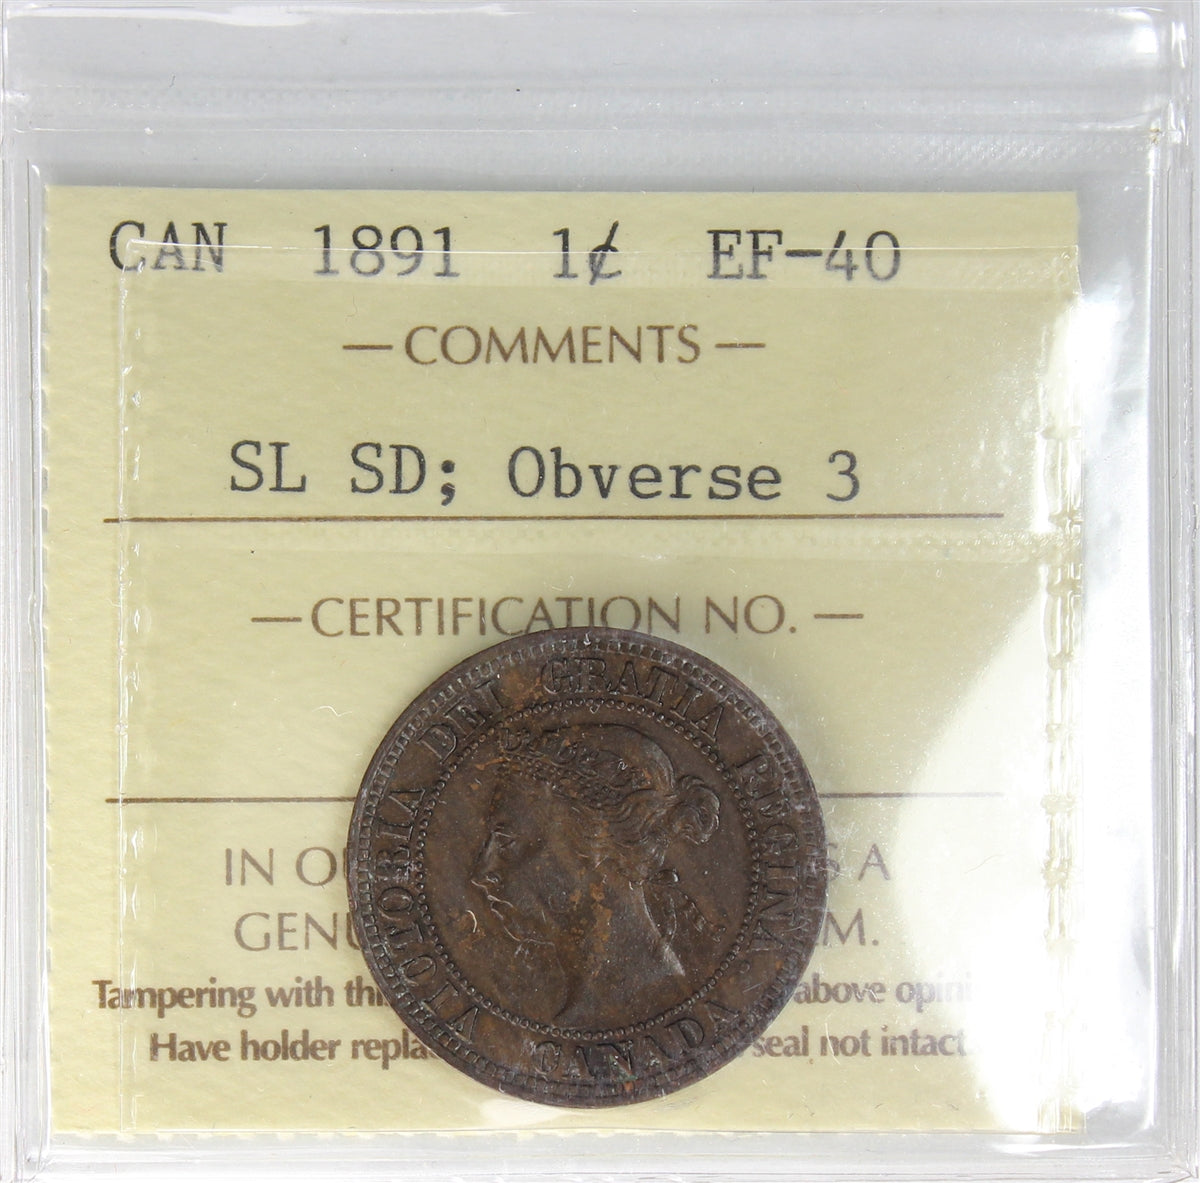 CAN 1891 1¢ EF-40
— COMMENTS —
SL SD; Obverse 3
— CERTIFICATION NO. —
IN S A
GENU M.
Tampering with thi above opini
Have holder repla seal not intact.
VICTORIA DEI GRATIA REGINA
CANADA